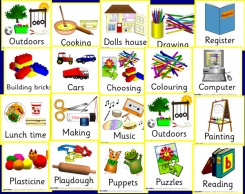 Outdoors
Cooking
Dolls house
Drawing
Register
Building bricks
Cars
Choosing
Colouring
Computer
Lunch time
Making
Music
Outdoors
Painting
Plasticine
Playdough
Puppets
Puzzles
Reading